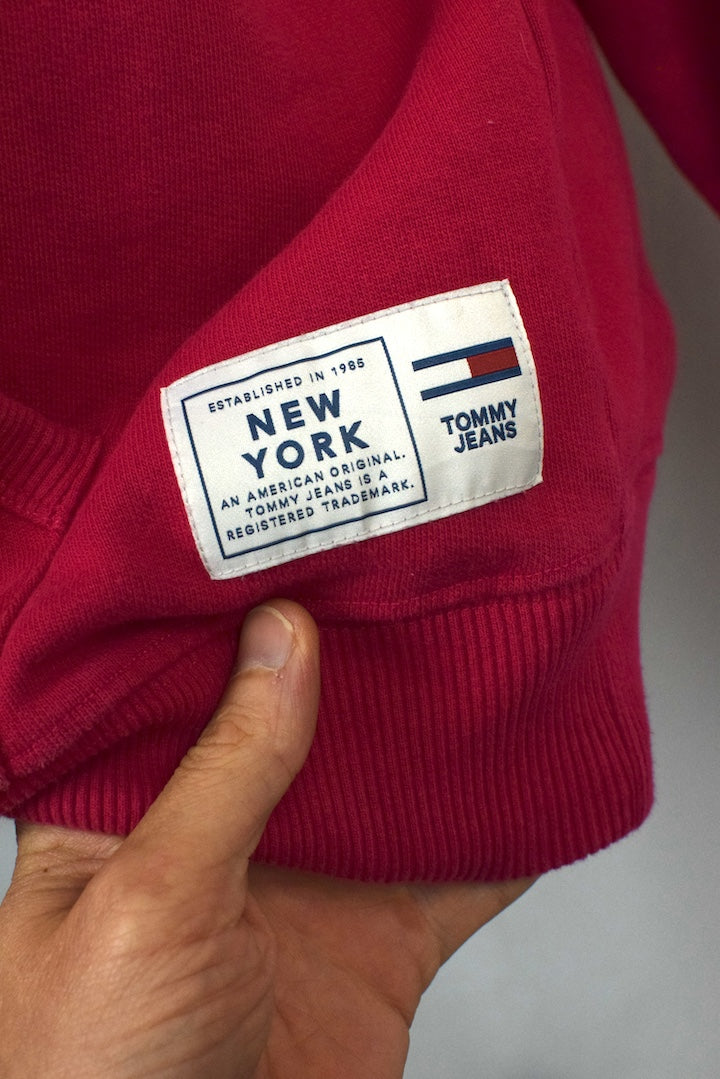 ESTABLISHED IN 1985
NEW
YORK
AN AMERICAN ORIGINAL.
TOMMY JEANS IS A
REGISTERED TRADEMARK.
TOMMY
JEANS